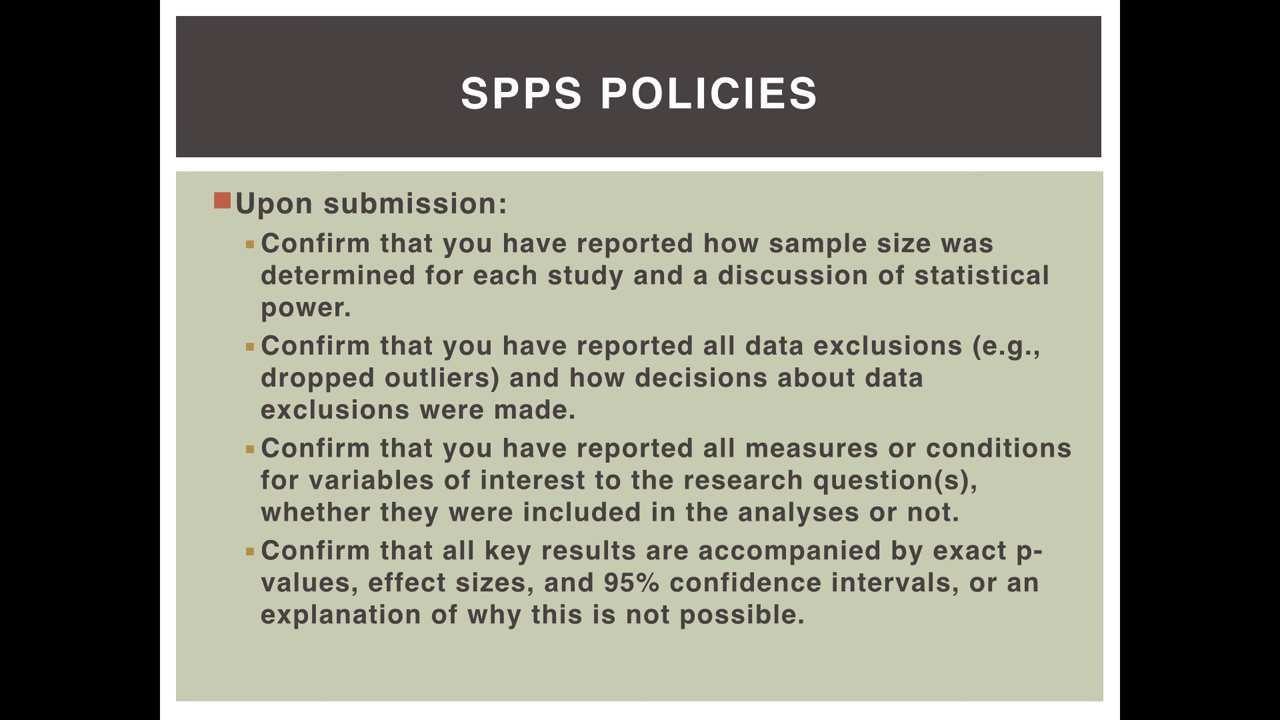 SPPS POLICIES
Upon submission:
Confirm that you have reported how sample size was
determined for each study and a discussion of statistical
power.
Confirm that you have reported all data exclusions (e.g.,
dropped outliers) and how decisions about data
exclusions were made.
Confirm that you have reported all measures or conditions
for variables of interest to the research question(s),
whether they were included in the analyses or not.
Confirm that all key results are accompanied by exact p-
values, effect sizes, and 95% confidence intervals, or an
explanation of why this is not possible.